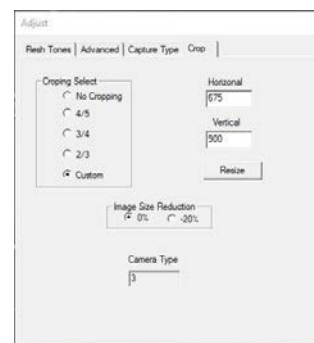 Adjust
Flesh Tones Advanced Capture Type Crop
Croping Select
No Cropping
4/5
3/4
2/3
Custom
Horizonal
675
Vertical
900
Resize
Image Size Reduction
0% -20%
Camera Type
3